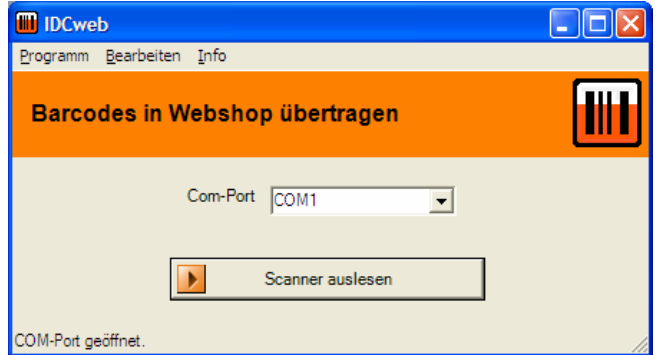 IDCweb
Programm Bearbeiten Info
Barcodes in Webshop übertragen
Com-Port COM1
Scanner auslesen
COM-Port geöffnet.